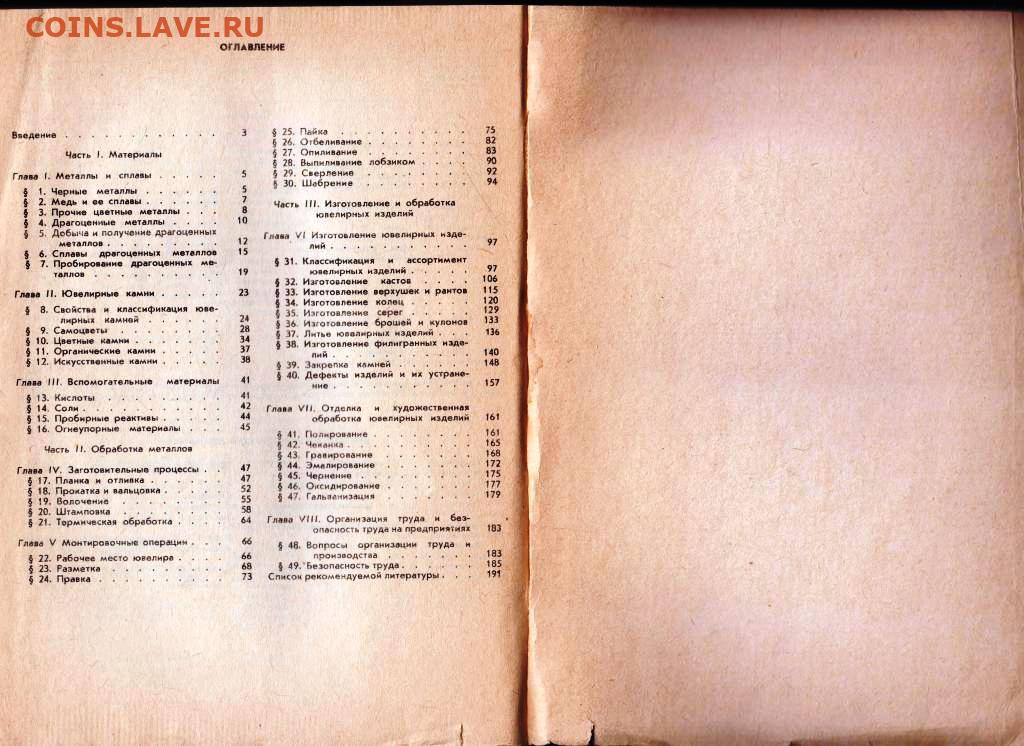 COINS.LAVE.RU
ОГЛАВЛЕНИЕ
Введение . . . . . . . . . . . . 3
Часть I. Материалы
Глава I. Металлы и сплавы . . . . . 5
§ 1. Черные металлы . . . . . . 5
§ 2. Медь и ее сплавы . . . . . . 7
§ 3. Прочие цветные металлы . . . 8
§ 4. Драгоценные металлы . . . . 10
§ 5. Добыча и получение драгоценных
металлов . . . . . . . . . 12
§ 6. Сплавы драгоценных металлов 15
§ 7. Пробирование драгоценных ме-
таллов . . . . . . . . . . 19
Глава II. Ювелирные камни . . . . . 23
§ 8. Свойства и классификация юве-
лирных камней . . . . . . . 24
§ 9. Самоцветы . . . . . . . . 28
§ 10. Цветные камни . . . . . . . 34
§ 11. Органические камни . . . . . 37
§ 12. Искусственные камни . . . . . 38
Глава III. Вспомогательные материалы 41
§ 13. Кислоты . . . . . . . . . 41
§ 14. Соли . . . . . . . . . . . 42
§ 15. Пробирные реактивы . . . . . 44
§ 16. Огнеупорные материалы . . . . 45
Часть II. Обработка металлов
Глава IV. Заготовительные процессы . . 47
§ 17. Плавка и отливка . . . . . . 47
§ 18. Прокатка и вальцовка . . . . . 52
§ 19. Волочение . . . . . . . . 55
§ 20. Штамповка . . . . . . . . 58
§ 21. Термическая обработка . . . . 64
Глава V Монтировочные операции . . . 66
§ 22. Рабочее место ювелира . . . . 66
§ 23. Разметка . . . . . . . . . 68
§ 24. Правка . . . . . . . . . . 73
§ 25. Пайка . . . . . . . . . . 75
§ 26. Отбеливание . . . . . . . . 82
§ 27. Опиливание . . . . . . . . 83
§ 28. Выпиливание лобзиком . . . . 90
§ 29. Сверление . . . . . . . . 92
§ 30. Шабрение . . . . . . . . . 94
Часть III. Изготовление и обработка
ювелирных изделий
Глава VI Изготовление ювелирных изде-
лий . . . . . . . . . . . 97
§ 31. Классификация и ассортимент
ювелирных изделий . . . . . 97
§ 32. Изготовление кастов . . . . 106
§ 33. Изготовление верхушек и рантов 115
§ 34. Изготовление колец . . . . . 120
§ 35. Изготовление серег . . . . . 129
§ 36. Изготовление брошей и кулонов 133
§ 37. Литье ювелирных изделий . . . 136
§ 38. Изготовление филигранных изде-
лий . . . . . . . . . . . 140
§ 39. Закрепка камней . . . . . . 148
§ 40. Дефекты изделий и их устране-
ние . . . . . . . . . . . 157
Глава VII. Отделка и художественная
обработка ювелирных изделий 161
§ 41. Полирование . . . . . . . 161
§ 42. Чеканка . . . . . . . . . 165
§ 43. Гравирование . . . . . . . 168
§ 44. Эмалирование . . . . . . . 172
§ 45. Чернение . . . . . . . . . 175
§ 46. Оксидирование . . . . . . . 177
§ 47. Гальванизация . . . . . . . 179
Глава VIII. Организация труда и без-
опасность труда на предприятиях 183
§ 48. Вопросы организации труда и
производства . . . . . . . 183
§ 49. Безопасность труда . . . . . . 185
Список рекомендуемой литературы . . . 191